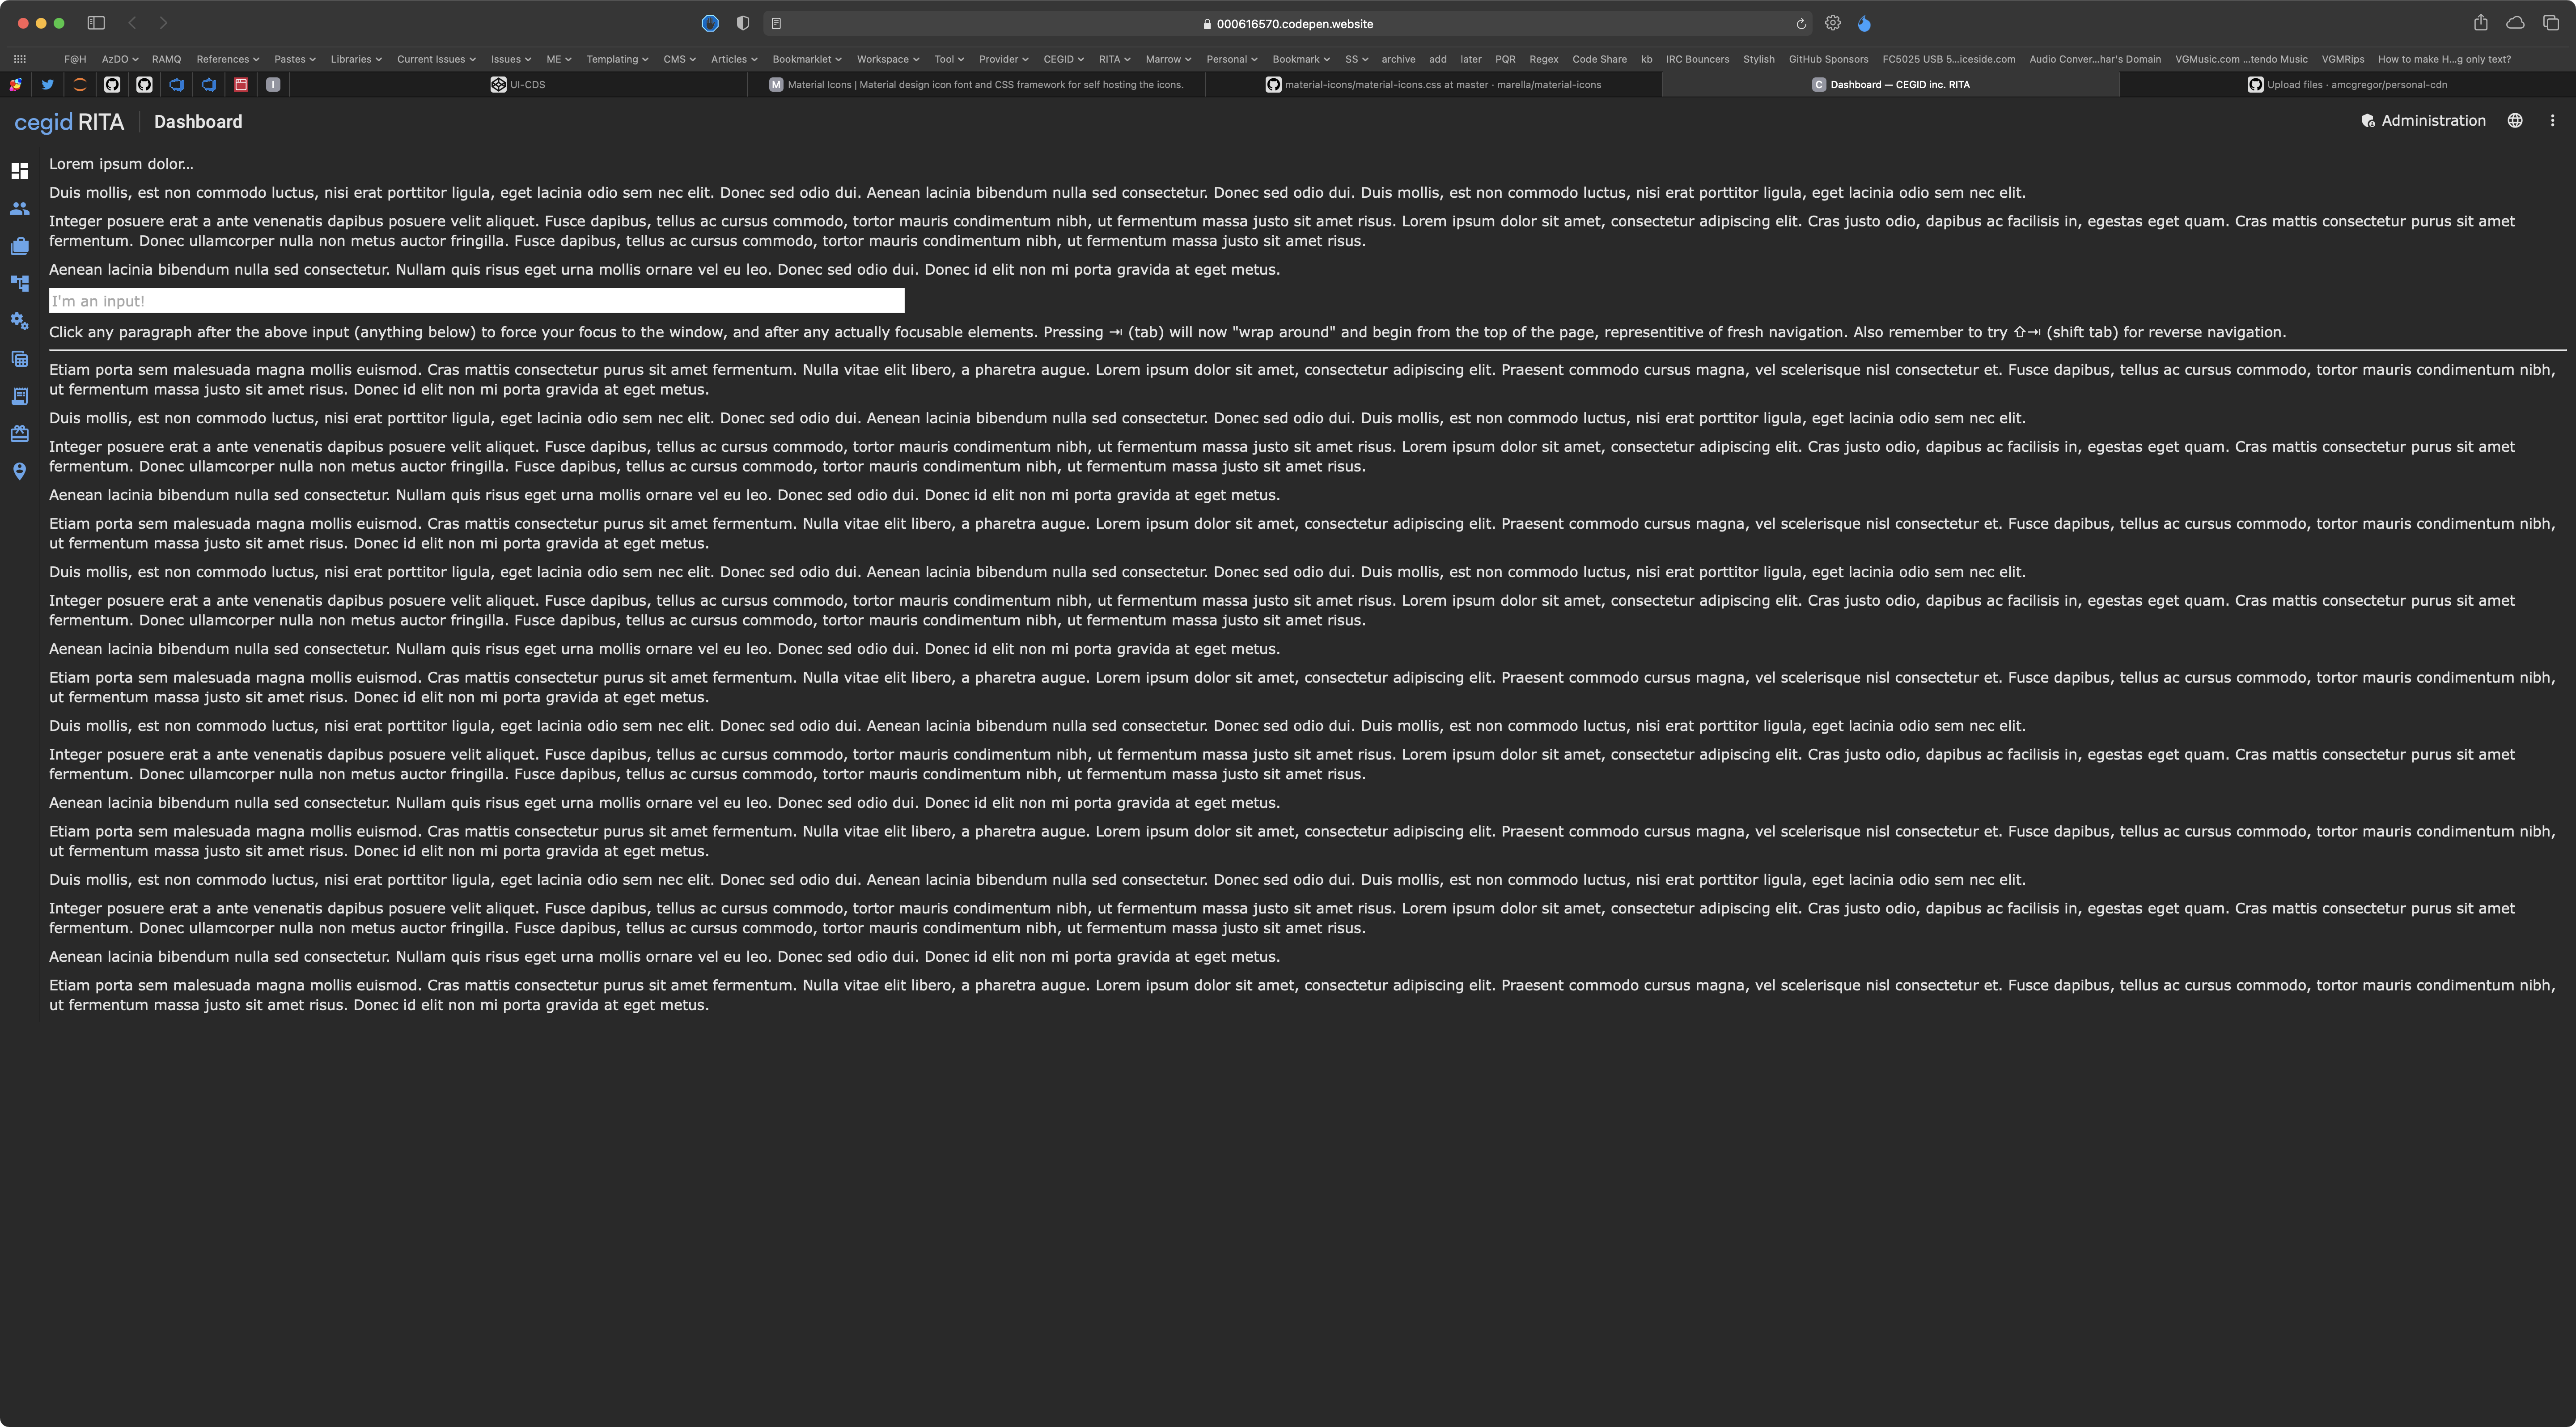 000616570.codepen.website
F@H AzDO RAMQ References Pastes Libraries Current Issues Issues ME Templating CMS Articles Bookmarklet Workspace Tool Provider CEGID RITA Marrow Personal Bookmark SS archive add later PQR Regex Code Share kb IRC Bouncers Stylish GitHub Sponsors FC5025 USB 5...iceside.com Audio Conver...har's Domain VGMusic.com ...tendo Music VGMRips How to make H...g only text?
I UI-CDS M Material Icons | Material design icon font and CSS framework for self hosting the icons. material-icons/material-icons.css at master · marella/material-icons C Dashboard — CEGID inc. RITA Upload files · amcgregor/personal-cdn
cegid RITA Dashboard Administration
Lorem ipsum dolor...
Duis mollis, est non commodo luctus, nisi erat porttitor ligula, eget lacinia odio sem nec elit. Donec sed odio dui. Aenean lacinia bibendum nulla sed consectetur. Donec sed odio dui. Duis mollis, est non commodo luctus, nisi erat porttitor ligula, eget lacinia odio sem nec elit.
Integer posuere erat a ante venenatis dapibus posuere velit aliquet. Fusce dapibus, tellus ac cursus commodo, tortor mauris condimentum nibh, ut fermentum massa justo sit amet risus. Lorem ipsum dolor sit amet, consectetur adipiscing elit. Cras justo odio, dapibus ac facilisis in, egestas eget quam. Cras mattis consectetur purus sit amet
fermentum. Donec ullamcorper nulla non metus auctor fringilla. Fusce dapibus, tellus ac cursus commodo, tortor mauris condimentum nibh, ut fermentum massa justo sit amet risus.
Aenean lacinia bibendum nulla sed consectetur. Nullam quis risus eget urna mollis ornare vel eu leo. Donec sed odio dui. Donec id elit non mi porta gravida at eget metus.
I'm an input!
Click any paragraph after the above input (anything below) to force your focus to the window, and after any actually focusable elements. Pressing ⇥ (tab) will now "wrap around" and begin from the top of the page, representitive of fresh navigation. Also remember to try ⇧⇥ (shift tab) for reverse navigation.
Etiam porta sem malesuada magna mollis euismod. Cras mattis consectetur purus sit amet fermentum. Nulla vitae elit libero, a pharetra augue. Lorem ipsum dolor sit amet, consectetur adipiscing elit. Praesent commodo cursus magna, vel scelerisque nisl consectetur et. Fusce dapibus, tellus ac cursus commodo, tortor mauris condimentum nibh,
ut fermentum massa justo sit amet risus. Donec id elit non mi porta gravida at eget metus.
Duis mollis, est non commodo luctus, nisi erat porttitor ligula, eget lacinia odio sem nec elit. Donec sed odio dui. Aenean lacinia bibendum nulla sed consectetur. Donec sed odio dui. Duis mollis, est non commodo luctus, nisi erat porttitor ligula, eget lacinia odio sem nec elit.
Integer posuere erat a ante venenatis dapibus posuere velit aliquet. Fusce dapibus, tellus ac cursus commodo, tortor mauris condimentum nibh, ut fermentum massa justo sit amet risus. Lorem ipsum dolor sit amet, consectetur adipiscing elit. Cras justo odio, dapibus ac facilisis in, egestas eget quam. Cras mattis consectetur purus sit amet
fermentum. Donec ullamcorper nulla non metus auctor fringilla. Fusce dapibus, tellus ac cursus commodo, tortor mauris condimentum nibh, ut fermentum massa justo sit amet risus.
Aenean lacinia bibendum nulla sed consectetur. Nullam quis risus eget urna mollis ornare vel eu leo. Donec sed odio dui. Donec id elit non mi porta gravida at eget metus.
Etiam porta sem malesuada magna mollis euismod. Cras mattis consectetur purus sit amet fermentum. Nulla vitae elit libero, a pharetra augue. Lorem ipsum dolor sit amet, consectetur adipiscing elit. Praesent commodo cursus magna, vel scelerisque nisl consectetur et. Fusce dapibus, tellus ac cursus commodo, tortor mauris condimentum nibh,
ut fermentum massa justo sit amet risus. Donec id elit non mi porta gravida at eget metus.
Duis mollis, est non commodo luctus, nisi erat porttitor ligula, eget lacinia odio sem nec elit. Donec sed odio dui. Aenean lacinia bibendum nulla sed consectetur. Donec sed odio dui. Duis mollis, est non commodo luctus, nisi erat porttitor ligula, eget lacinia odio sem nec elit.
Integer posuere erat a ante venenatis dapibus posuere velit aliquet. Fusce dapibus, tellus ac cursus commodo, tortor mauris condimentum nibh, ut fermentum massa justo sit amet risus. Lorem ipsum dolor sit amet, consectetur adipiscing elit. Cras justo odio, dapibus ac facilisis in, egestas eget quam. Cras mattis consectetur purus sit amet
fermentum. Donec ullamcorper nulla non metus auctor fringilla. Fusce dapibus, tellus ac cursus commodo, tortor mauris condimentum nibh, ut fermentum massa justo sit amet risus.
Aenean lacinia bibendum nulla sed consectetur. Nullam quis risus eget urna mollis ornare vel eu leo. Donec sed odio dui. Donec id elit non mi porta gravida at eget metus.
Etiam porta sem malesuada magna mollis euismod. Cras mattis consectetur purus sit amet fermentum. Nulla vitae elit libero, a pharetra augue. Lorem ipsum dolor sit amet, consectetur adipiscing elit. Praesent commodo cursus magna, vel scelerisque nisl consectetur et. Fusce dapibus, tellus ac cursus commodo, tortor mauris condimentum nibh,
ut fermentum massa justo sit amet risus. Donec id elit non mi porta gravida at eget metus.
Duis mollis, est non commodo luctus, nisi erat porttitor ligula, eget lacinia odio sem nec elit. Donec sed odio dui. Aenean lacinia bibendum nulla sed consectetur. Donec sed odio dui. Duis mollis, est non commodo luctus, nisi erat porttitor ligula, eget lacinia odio sem nec elit.
Integer posuere erat a ante venenatis dapibus posuere velit aliquet. Fusce dapibus, tellus ac cursus commodo, tortor mauris condimentum nibh, ut fermentum massa justo sit amet risus. Lorem ipsum dolor sit amet, consectetur adipiscing elit. Cras justo odio, dapibus ac facilisis in, egestas eget quam. Cras mattis consectetur purus sit amet
fermentum. Donec ullamcorper nulla non metus auctor fringilla. Fusce dapibus, tellus ac cursus commodo, tortor mauris condimentum nibh, ut fermentum massa justo sit amet risus.
Aenean lacinia bibendum nulla sed consectetur. Nullam quis risus eget urna mollis ornare vel eu leo. Donec sed odio dui. Donec id elit non mi porta gravida at eget metus.
Etiam porta sem malesuada magna mollis euismod. Cras mattis consectetur purus sit amet fermentum. Nulla vitae elit libero, a pharetra augue. Lorem ipsum dolor sit amet, consectetur adipiscing elit. Praesent commodo cursus magna, vel scelerisque nisl consectetur et. Fusce dapibus, tellus ac cursus commodo, tortor mauris condimentum nibh,
ut fermentum massa justo sit amet risus. Donec id elit non mi porta gravida at eget metus.
Duis mollis, est non commodo luctus, nisi erat porttitor ligula, eget lacinia odio sem nec elit. Donec sed odio dui. Aenean lacinia bibendum nulla sed consectetur. Donec sed odio dui. Duis mollis, est non commodo luctus, nisi erat porttitor ligula, eget lacinia odio sem nec elit.
Integer posuere erat a ante venenatis dapibus posuere velit aliquet. Fusce dapibus, tellus ac cursus commodo, tortor mauris condimentum nibh, ut fermentum massa justo sit amet risus. Lorem ipsum dolor sit amet, consectetur adipiscing elit. Cras justo odio, dapibus ac facilisis in, egestas eget quam. Cras mattis consectetur purus sit amet
fermentum. Donec ullamcorper nulla non metus auctor fringilla. Fusce dapibus, tellus ac cursus commodo, tortor mauris condimentum nibh, ut fermentum massa justo sit amet risus.
Aenean lacinia bibendum nulla sed consectetur. Nullam quis risus eget urna mollis ornare vel eu leo. Donec sed odio dui. Donec id elit non mi porta gravida at eget metus.
Etiam porta sem malesuada magna mollis euismod. Cras mattis consectetur purus sit amet fermentum. Nulla vitae elit libero, a pharetra augue. Lorem ipsum dolor sit amet, consectetur adipiscing elit. Praesent commodo cursus magna, vel scelerisque nisl consectetur et. Fusce dapibus, tellus ac cursus commodo, tortor mauris condimentum nibh,
ut fermentum massa justo sit amet risus. Donec id elit non mi porta gravida at eget metus.